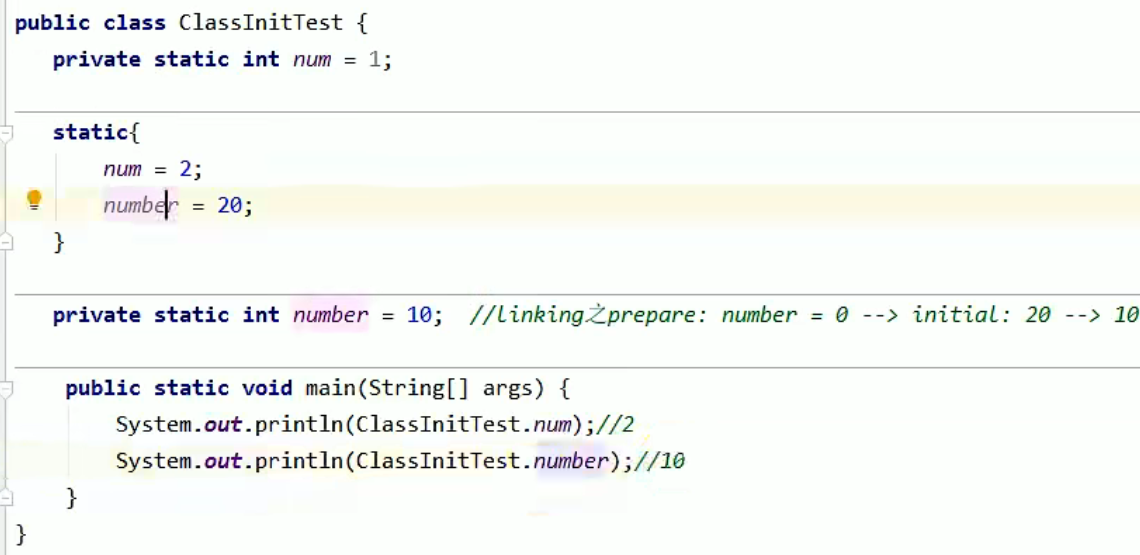 public class ClassInitTest {
private static int num = 1;
static{
num = 2;
number = 20;
}
private static int number = 10;  //linking之prepare: number = 0 --> initial: 20 --> 10
public static void main(String[] args) {
System.out.println(ClassInitTest.num);//2
System.out.println(ClassInitTest.number);//10
}
}